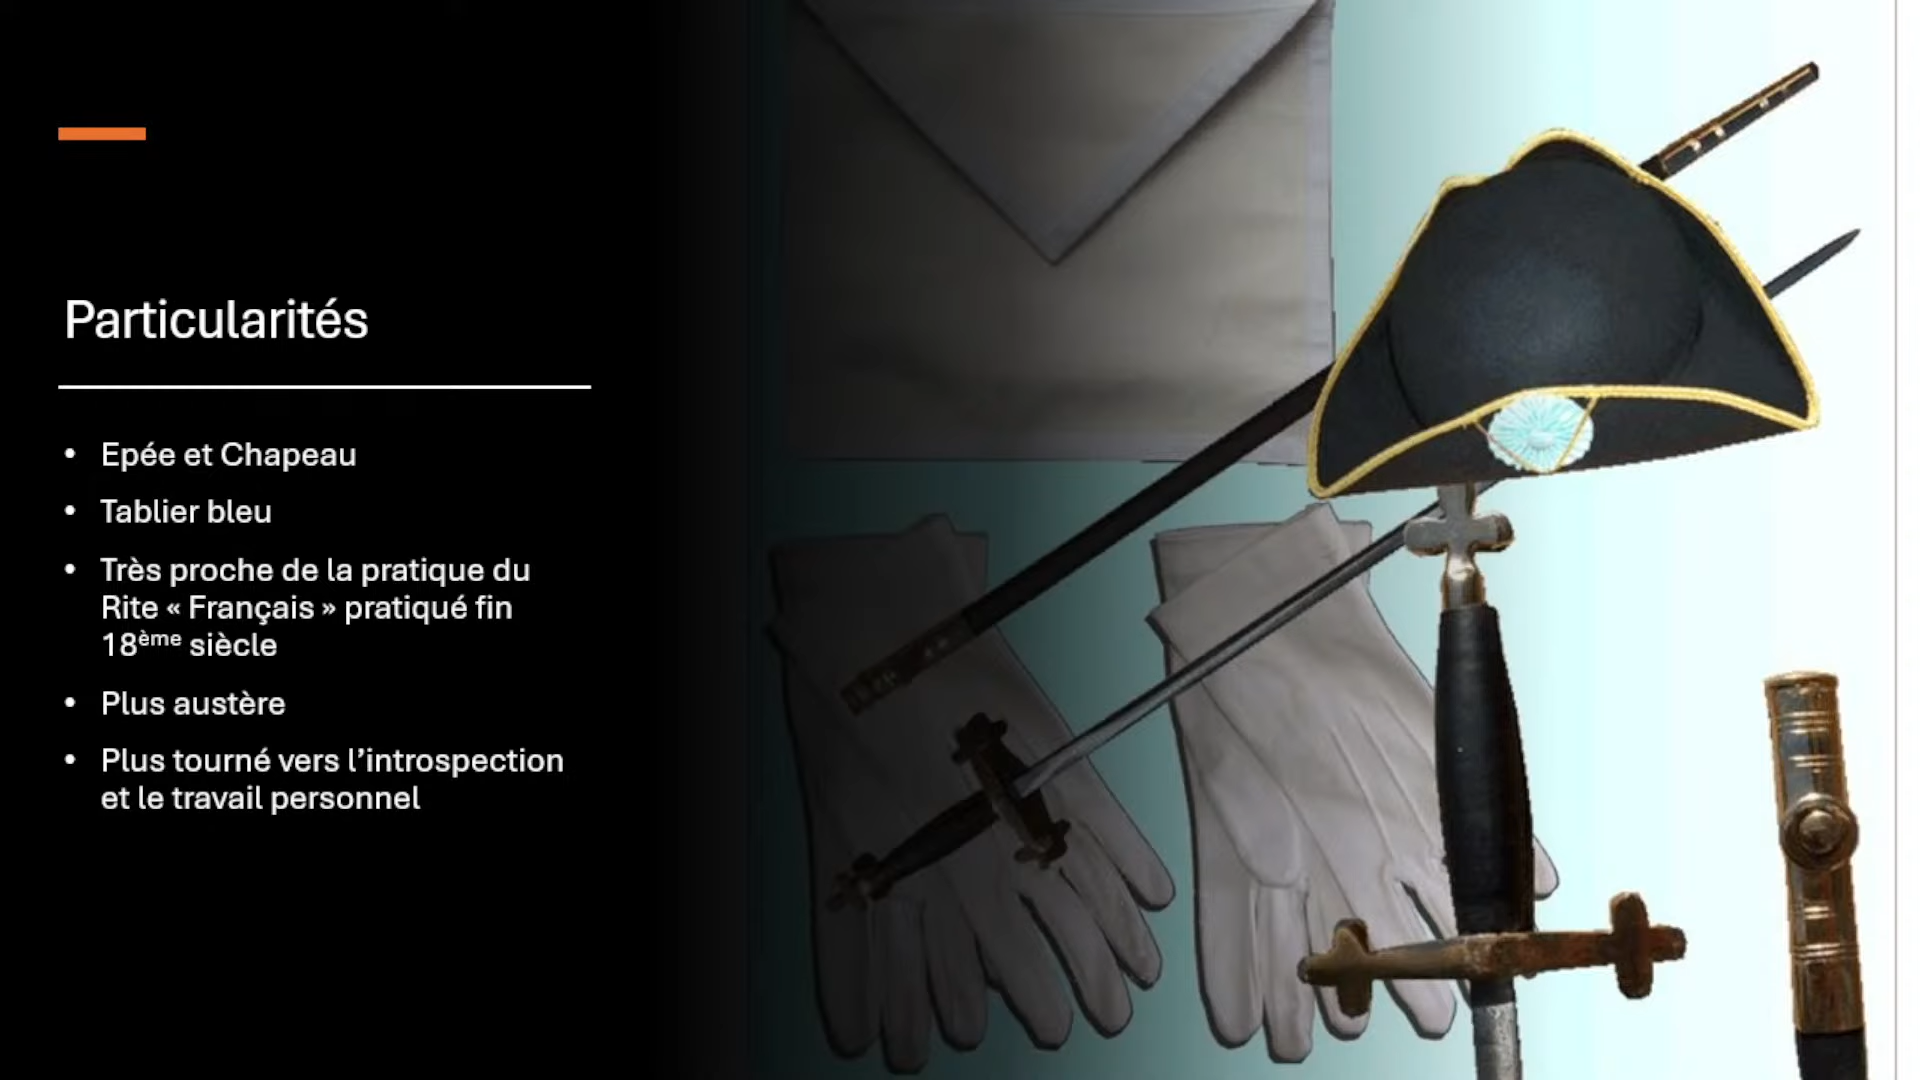 Particularités
• Epée et Chapeau
• Tablier bleu
• Très proche de la pratique du
Rite « Français » pratiqué fin
18ème siècle
• Plus austère
• Plus tourné vers l’introspection
et le travail personnel